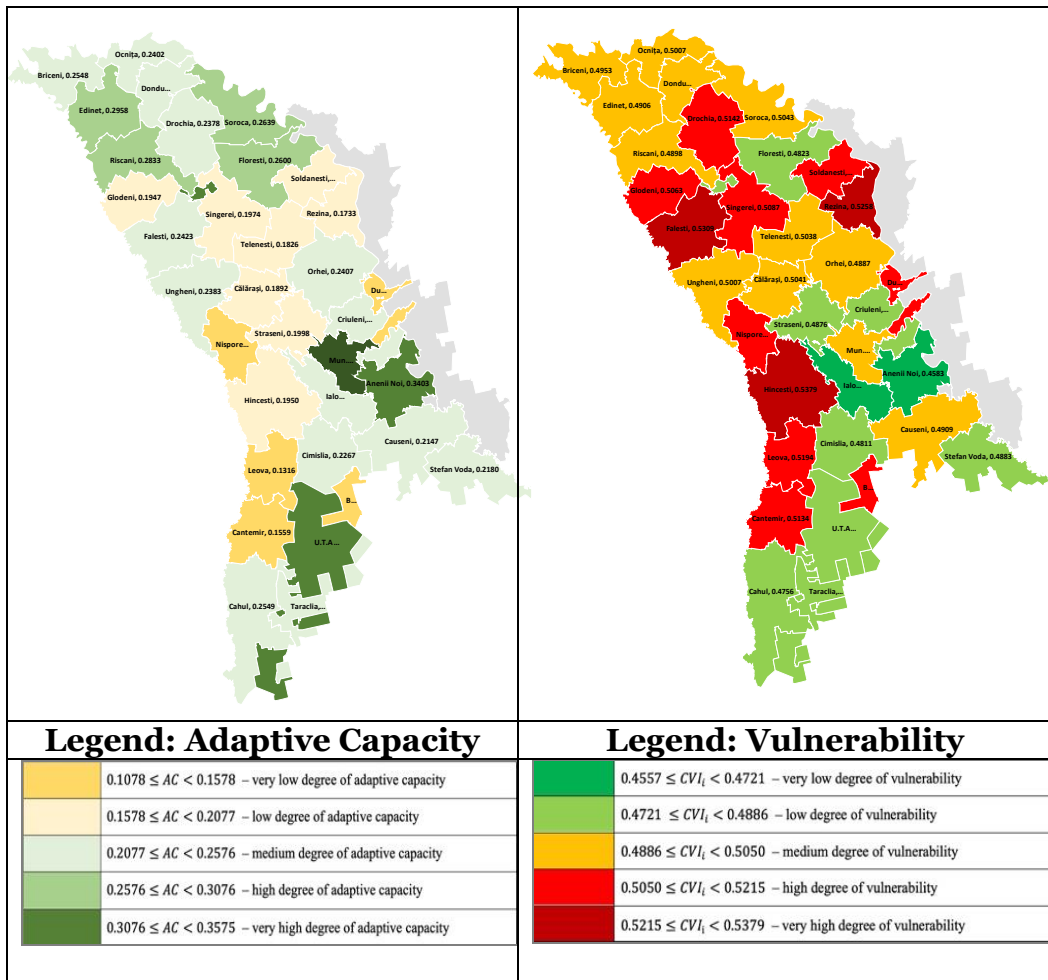 Ocnița, 0.2402
Briceni, 0.2548
Dondu...
Edinet, 0.2958
Drochia, 0.2378
Soroca, 0.2639
Riscani, 0.2833
Floresti, 0.2600
Soldanesti,...
Glodeni, 0.1947
Singerei, 0.1974
Rezina, 0.1733
Falesti, 0.2423
Telenesti, 0.1826
Orhei, 0.2407
Ungheni, 0.2383
Călărași, 0.1892
Du...
Criuleni,...
Straseni, 0.1998
Nispore...
Mun....
Anenii Noi, 0.3403
Hincesti, 0.1950
Ialo...
Causeni, 0.2147
Cimislia, 0.2267
Leova, 0.1316
Stefan Voda, 0.2180
B...
Cantemir, 0.1559
U.T.A...
Cahul, 0.2549
Taraclia,...
Ocnița, 0.5007
Briceni, 0.4953
Dondu...
Edinet, 0.4906
Drochia, 0.5142
Soroca, 0.5043
Riscani, 0.4898
Floresti, 0.4823
Soldanesti,...
Glodeni, 0.5063
Singerei, 0.5087
Rezina, 0.5258
Falesti, 0.5309
Telenesti, 0.5038
Orhei, 0.4887
Ungheni, 0.5007
Călărași, 0.5041
Du...
Criuleni,...
Straseni, 0.4876
Nispore...
Mun....
Anenii Noi, 0.4583
Hincesti, 0.5379
Ialo...
Causeni, 0.4909
Cimislia, 0.4811
Leova, 0.5194
Stefan Voda, 0.4883
B...
Cantemir, 0.5134
U.T.A...
Cahul, 0.4756
Taraclia,...
Legend: Adaptive Capacity
0.1078 ≤ AC < 0.1578 – very low degree of adaptive capacity
0.1578 ≤ AC < 0.2077 – low degree of adaptive capacity
0.2077 ≤ AC < 0.2576 – medium degree of adaptive capacity
0.2576 ≤ AC < 0.3076 – high degree of adaptive capacity
0.3076 ≤ AC < 0.3575 – very high degree of adaptive capacity
Legend: Vulnerability
0.4557 ≤ CVIᵢ < 0.4721 – very low degree of vulnerability
0.4721 ≤ CVIᵢ < 0.4886 – low degree of vulnerability
0.4886 ≤ CVIᵢ < 0.5050 – medium degree of vulnerability
0.5050 ≤ CVIᵢ < 0.5215 – high degree of vulnerability
0.5215 ≤ CVIᵢ < 0.5379 – very high degree of vulnerability